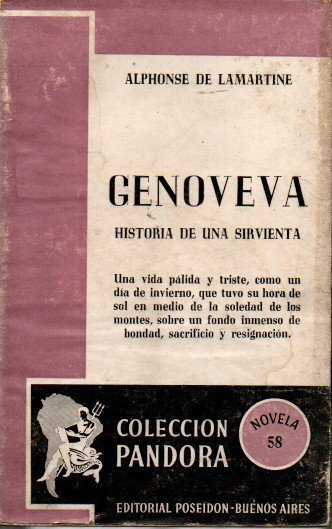 ALPHONSE DE LAMARTINE
GENOVEVA
HISTORIA DE UNA SIRVIENTA
Una vida pálida y triste, como un
día de invierno, que tuvo su hora de
sol en medio de la soledad de los
montes, sobre un fondo inmenso de
bondad, sacrificio y resignación.
COLECCION
PANDORA
NOVELA
58
EDITORIAL POSEIDON-BUENOS AIRES